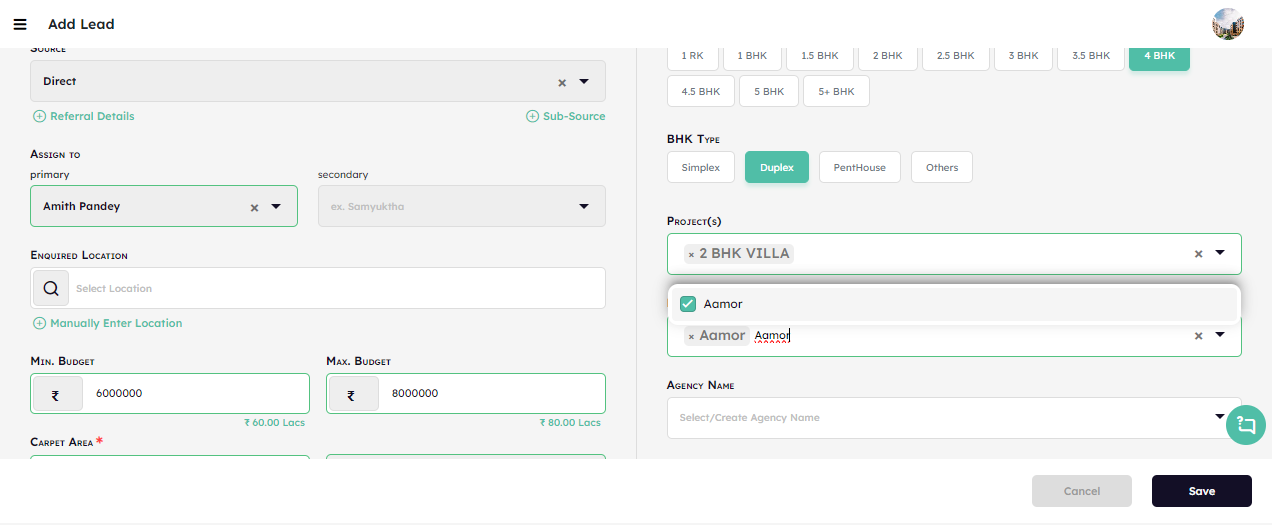 Add Lead
Source
Direct
Referral Details
Sub-Source
Assign to
primary
secondary
Amith Pandey
ex. Samyuktha
Enquired Location
Select Location
Manually Enter Location
Min. Budget
Max. Budget
₹ 6000000
₹ 8000000
₹ 60.00 Lacs
₹ 80.00 Lacs
Carpet Area *
1 RK 1 BHK 1.5 BHK 2 BHK 2.5 BHK 3 BHK 3.5 BHK 4 BHK
4.5 BHK 5 BHK 5+ BHK
BHK Type
Simplex Duplex PentHouse Others
Project(s)
× 2 BHK VILLA ×
Aamor
× Aamor Aamor ×
Agency Name
Select/Create Agency Name
Cancel Save